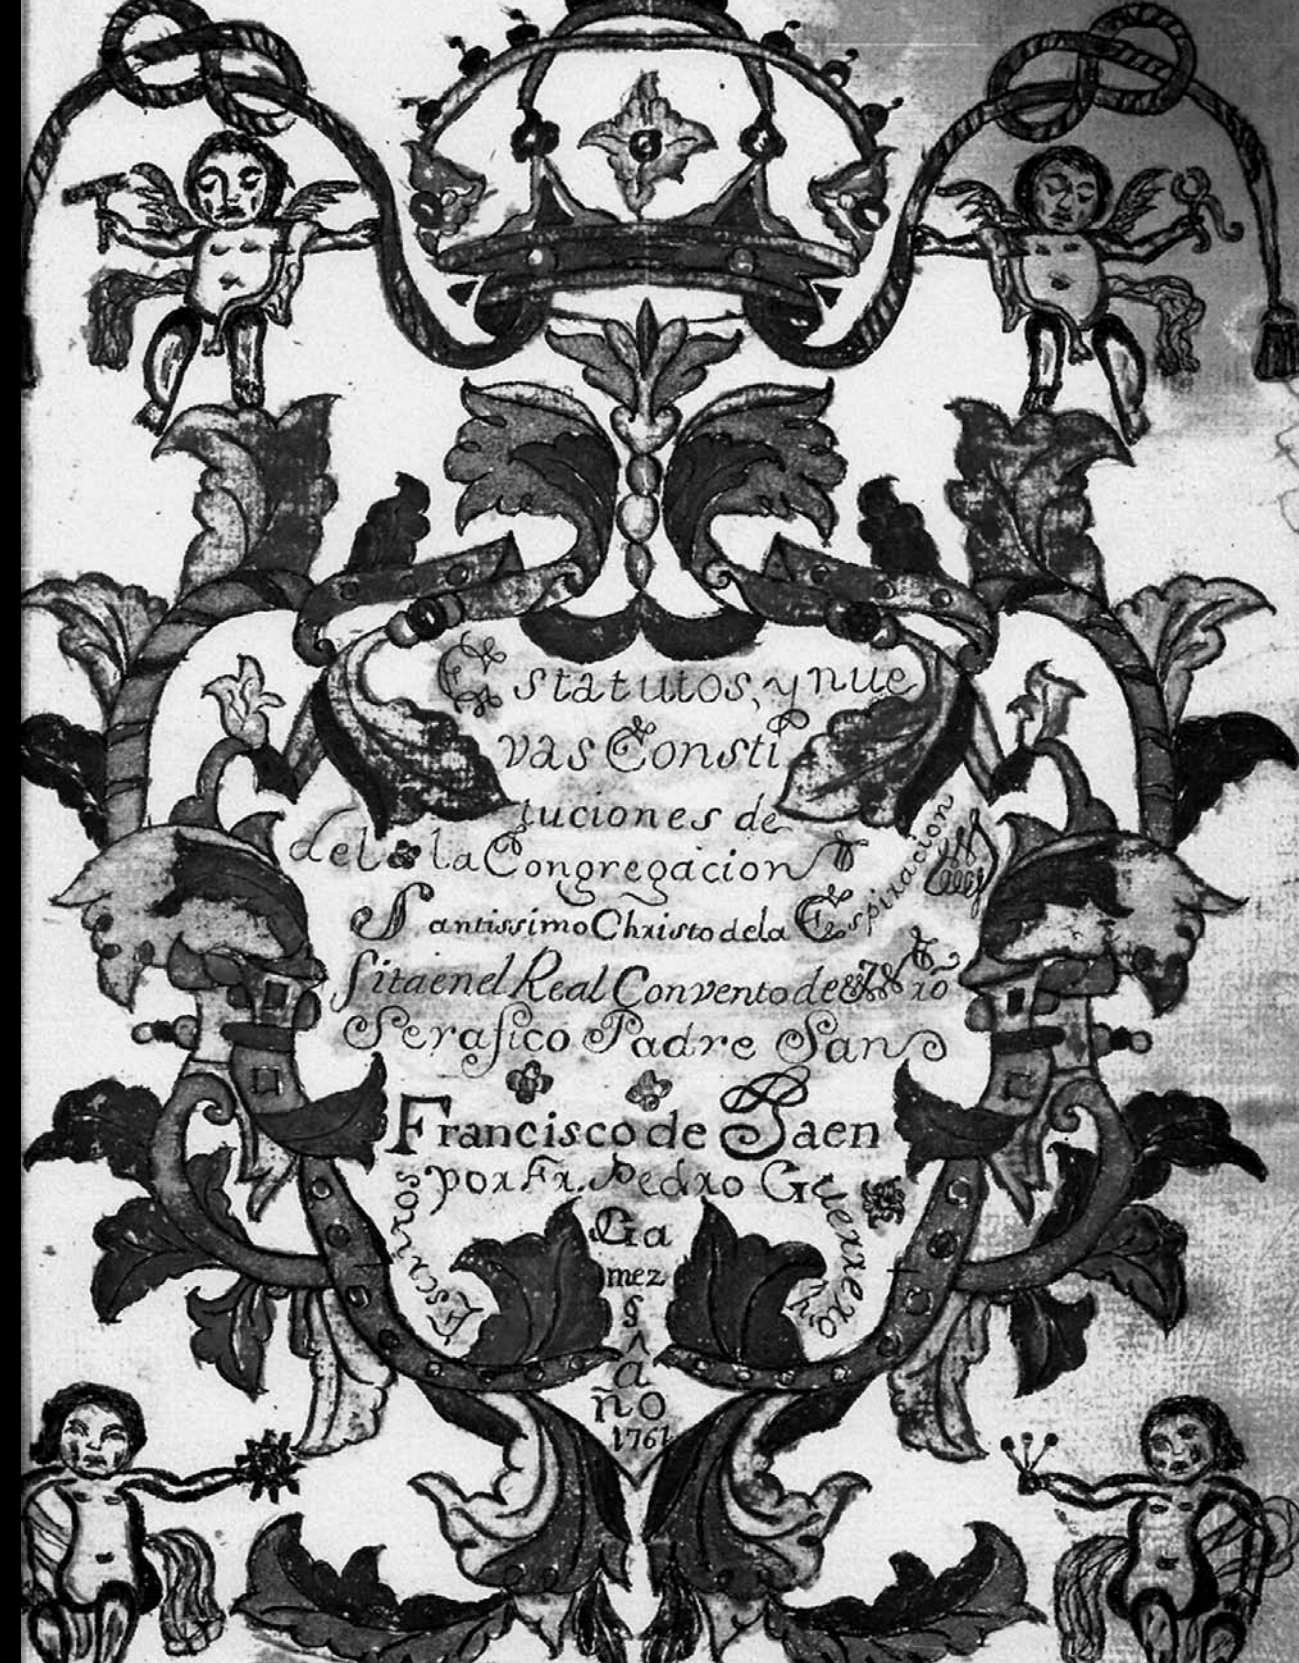 Estatutos, y nue
vas Consti
tuciones de
del la Congregacion
Santissimo Christo de la Espiracion
sita en el Real Convento de
Serafico Padre San
Francisco de Jaen
Escritos por Fr. Pedro Guerrero
Ga
mez
§
A
a
ñO
1761